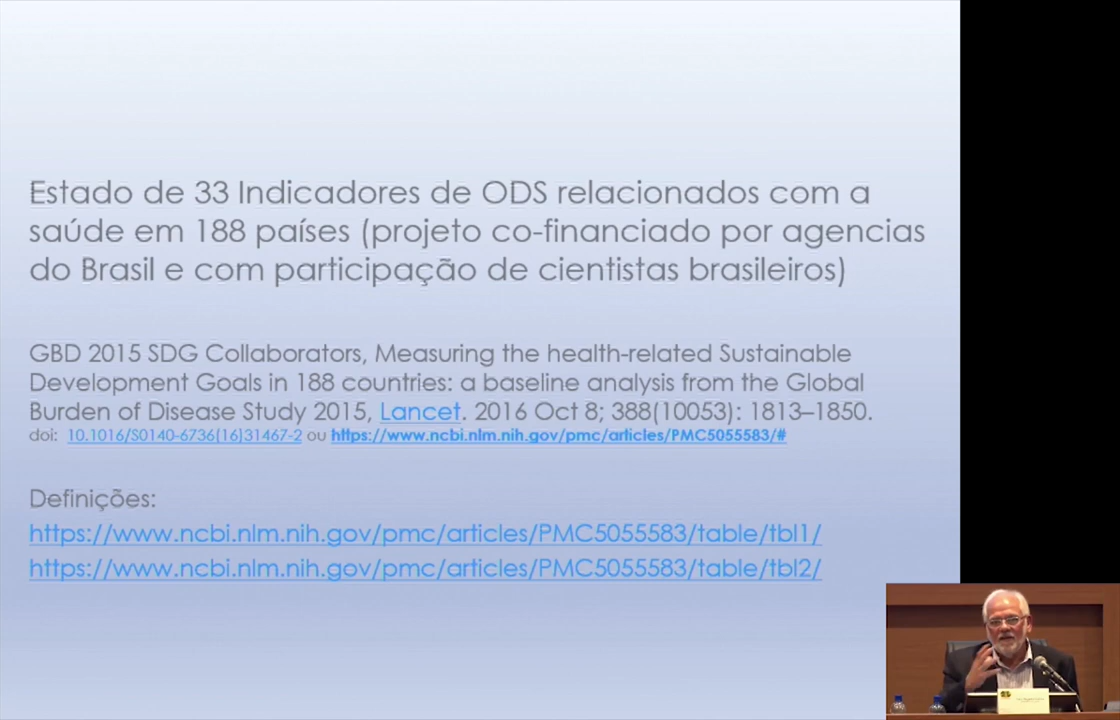 Estado de 33 Indicadores de ODS relacionados com a
saúde em 188 países (projeto co-financiado por agencias
do Brasil e com participação de cientistas brasileiros)
GBD 2015 SDG Collaborators, Measuring the health-related Sustainable
Development Goals in 188 countries: a baseline analysis from the Global
Burden of Disease Study 2015, Lancet. 2016 Oct 8; 388(10053): 1813–1850.
doi: 10.1016/S0140-6736(16)31467-2 ou https://www.ncbi.nlm.nih.gov/pmc/articles/PMC5055583/#
Definições:
https://www.ncbi.nlm.nih.gov/pmc/articles/PMC5055583/table/tbl1/
https://www.ncbi.nlm.nih.gov/pmc/articles/PMC5055583/table/tbl2/